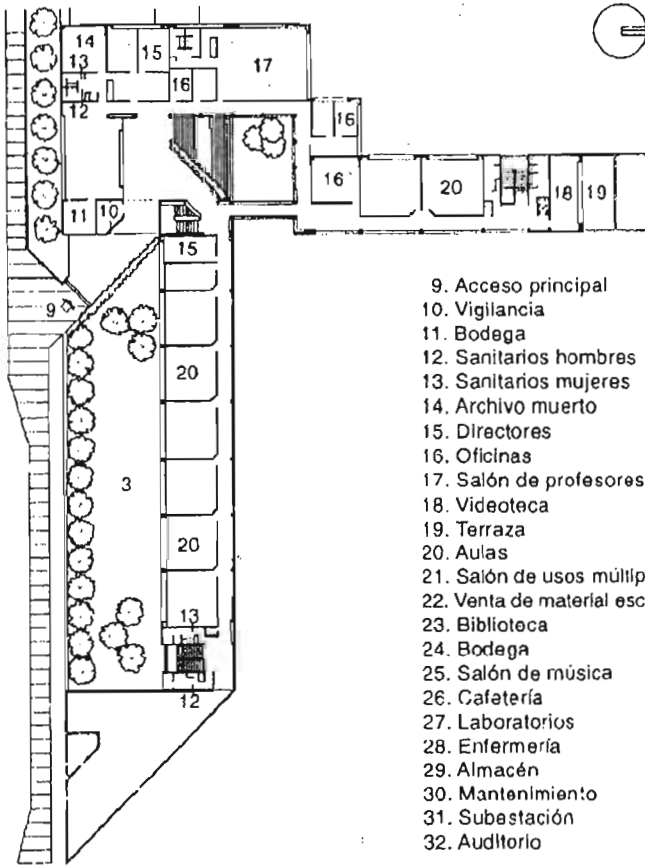 14
15
13
17
16
12
16
16
20
18
19
11
10
15
9
20
3
20
13
12
9. Acceso principal
10. Vigilancia
11. Bodega
12. Sanitarios hombres
13. Sanitarios mujeres
14. Archivo muerto
15. Directores
16. Oficinas
17. Salón de profesores
18. Videoteca
19. Terraza
20. Aulas
21. Salón de usos múltip
22. Venta de material esc
23. Biblioteca
24. Bodega
25. Salón de música
26. Cafetería
27. Laboratorios
28. Enfermería
29. Almacén
30. Mantenimiento
31. Subestación
32. Auditorio